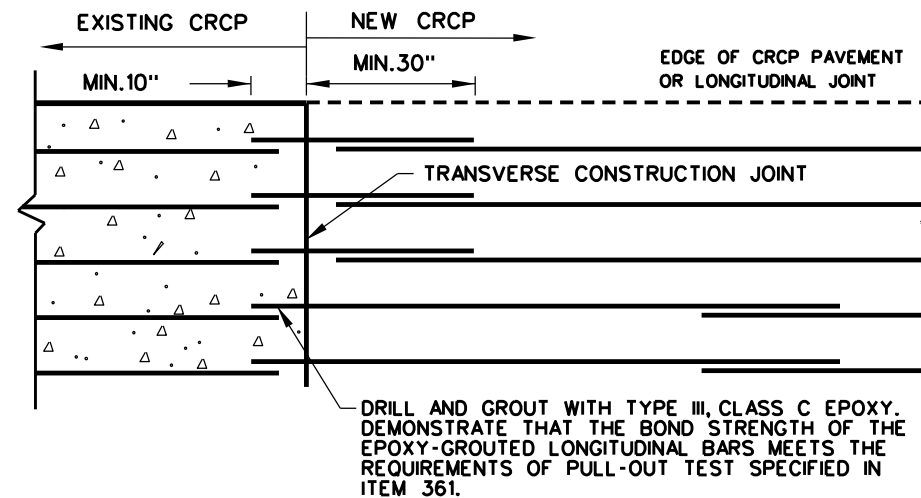 EXISTING CRCP
NEW CRCP
MIN.10"
MIN.30"
EDGE OF CRCP PAVEMENT
OR LONGITUDINAL JOINT
TRANSVERSE CONSTRUCTION JOINT
DRILL AND GROUT WITH TYPE III, CLASS C EPOXY.
DEMONSTRATE THAT THE BOND STRENGTH OF THE
EPOXY-GROUTED LONGITUDINAL BARS MEETS THE
REQUIREMENTS OF PULL-OUT TEST SPECIFIED IN
ITEM 361.